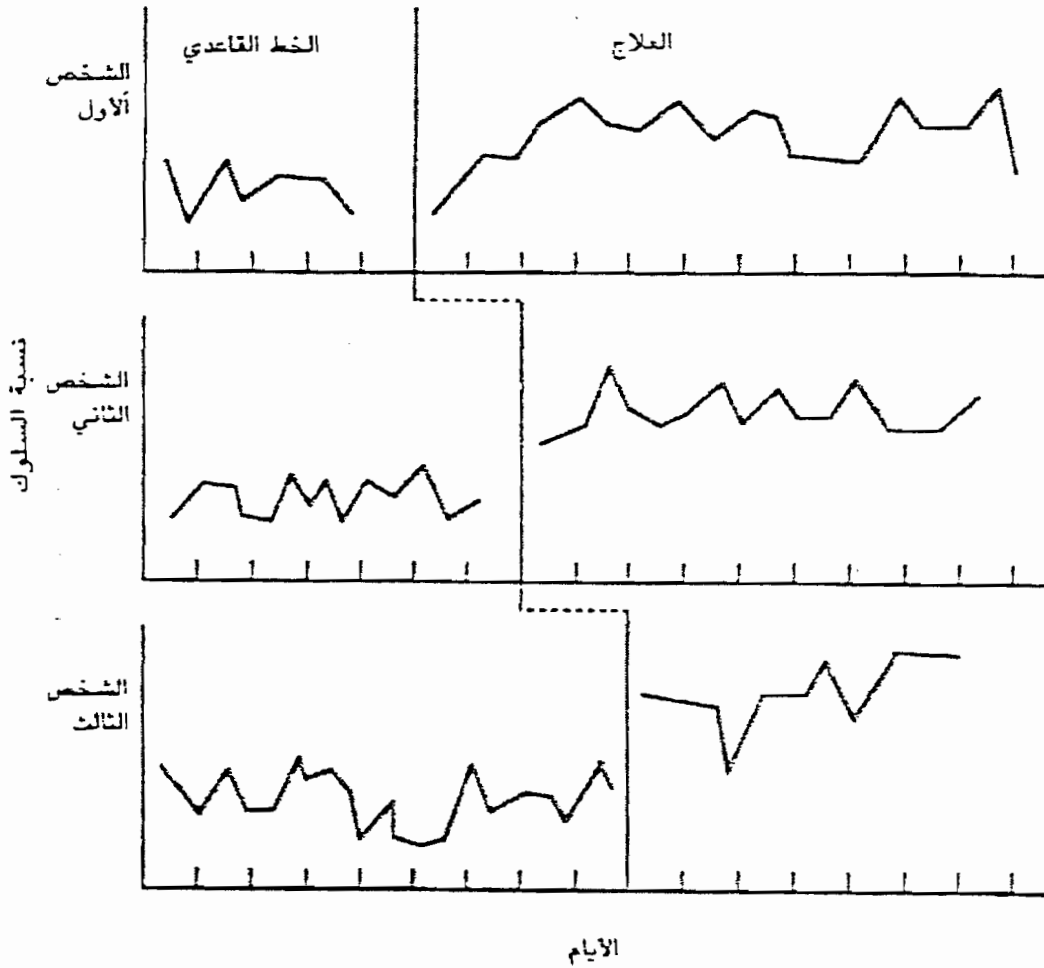 الخط القاعدي
العلاج
الشخص
الأول
نسبة السلوك
الشخص
الثاني
الشخص
الثالث
الأيام